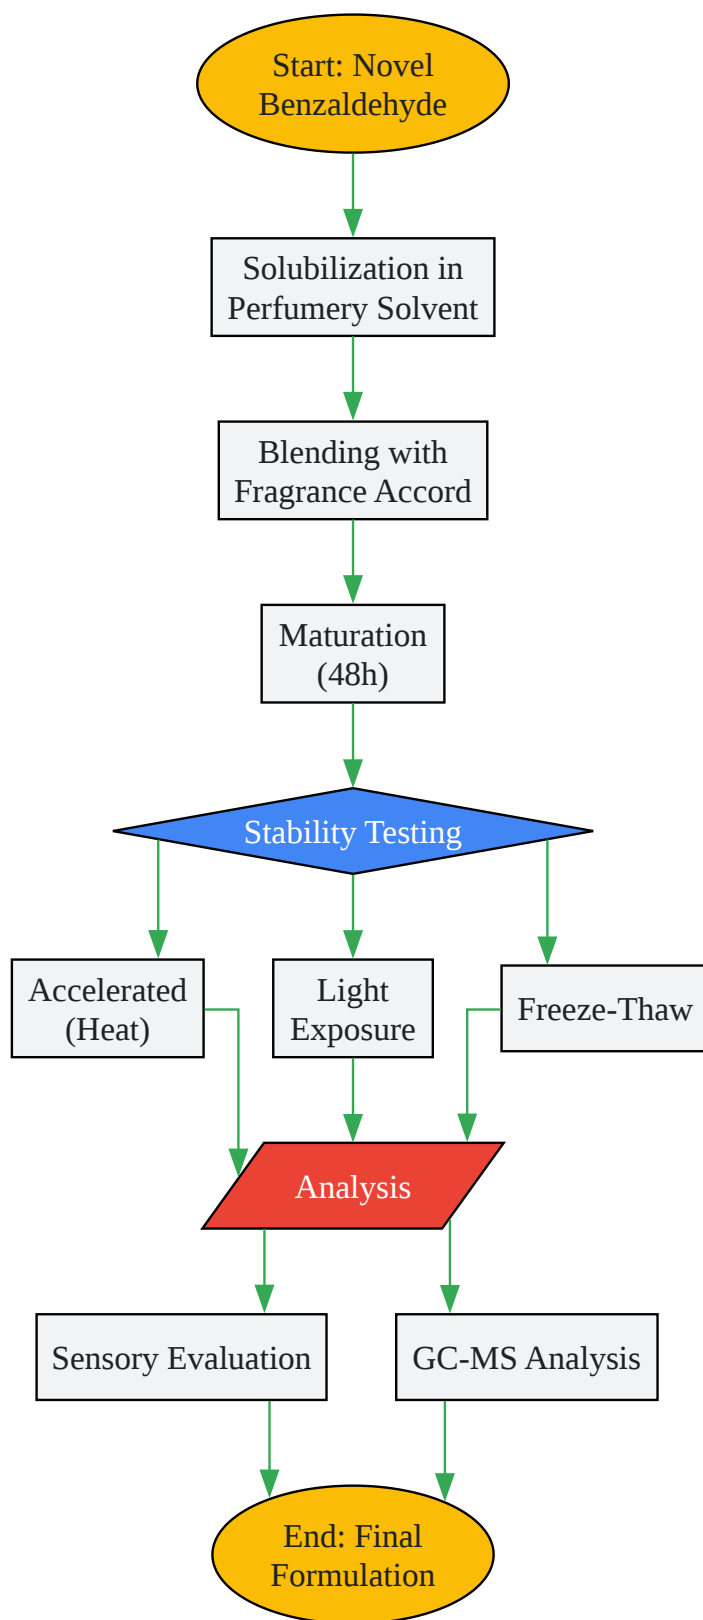 Start: Novel
Benzaldehyde
Solubilization in
Perfumery Solvent
Blending with
Fragrance Accord
Maturation
(48h)
Stability Testing
Accelerated
(Heat)
Light
Exposure
Freeze-Thaw
Analysis
Sensory Evaluation
GC-MS Analysis
End: Final
Formulation